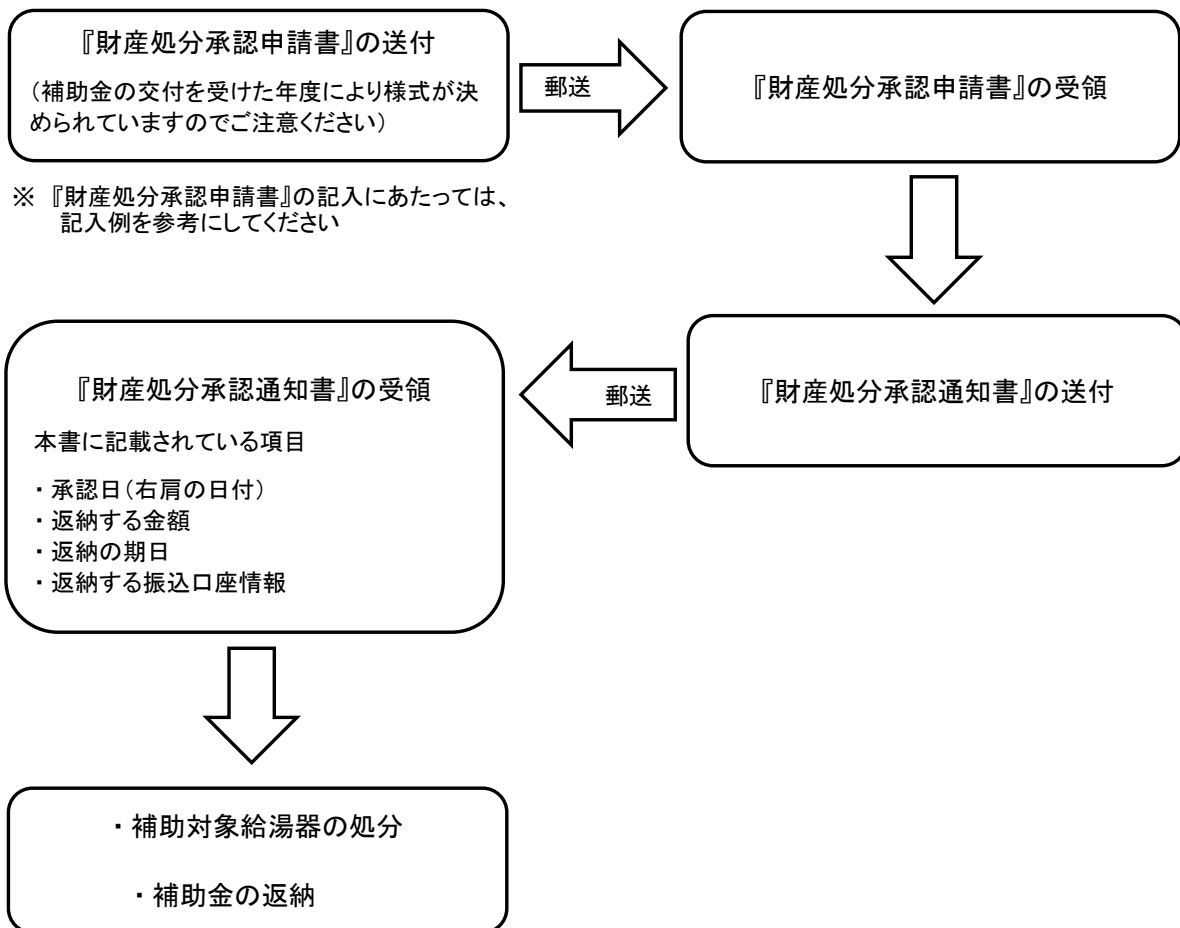 『財産処分承認申請書』の送付
（補助金の交付を受けた年度により様式が決
められていますのでご注意ください）
郵送
『財産処分承認申請書』の受領
※ 『財産処分承認申請書』の記入にあたっては、
記入例を参考にしてください
『財産処分承認通知書』の送付
郵送
『財産処分承認通知書』の受領
本書に記載されている項目
・承認日（右肩の日付）
・返納する金額
・返納の期日
・返納する振込口座情報
・補助対象給湯器の処分
・補助金の返納